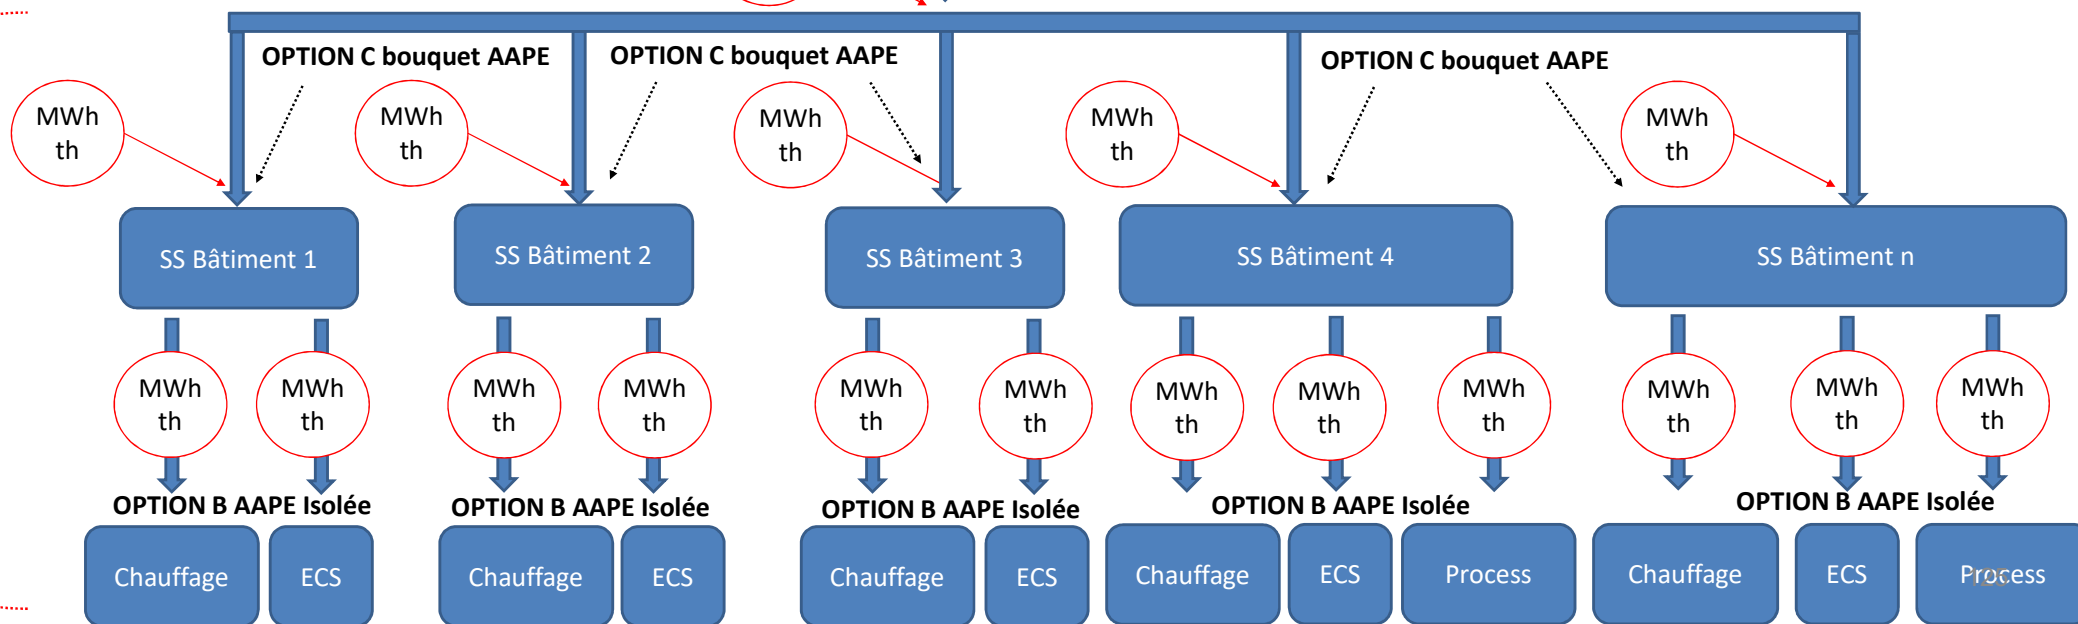 OPTION C bouquet AAPE
OPTION C bouquet AAPE
OPTION C bouquet AAPE
MWh
th
MWh
th
MWh
th
MWh
th
MWh
th
SS Bâtiment 1
SS Bâtiment 2
SS Bâtiment 3
SS Bâtiment 4
SS Bâtiment n
MWh
th
MWh
th
MWh
th
MWh
th
MWh
th
MWh
th
MWh
th
MWh
th
MWh
th
MWh
th
MWh
th
MWh
th
OPTION B AAPE Isolée
OPTION B AAPE Isolée
OPTION B AAPE Isolée
OPTION B AAPE Isolée
OPTION B AAPE Isolée
Chauffage
ECS
Chauffage
ECS
Chauffage
ECS
Chauffage
ECS
Process
Chauffage
ECS
Process